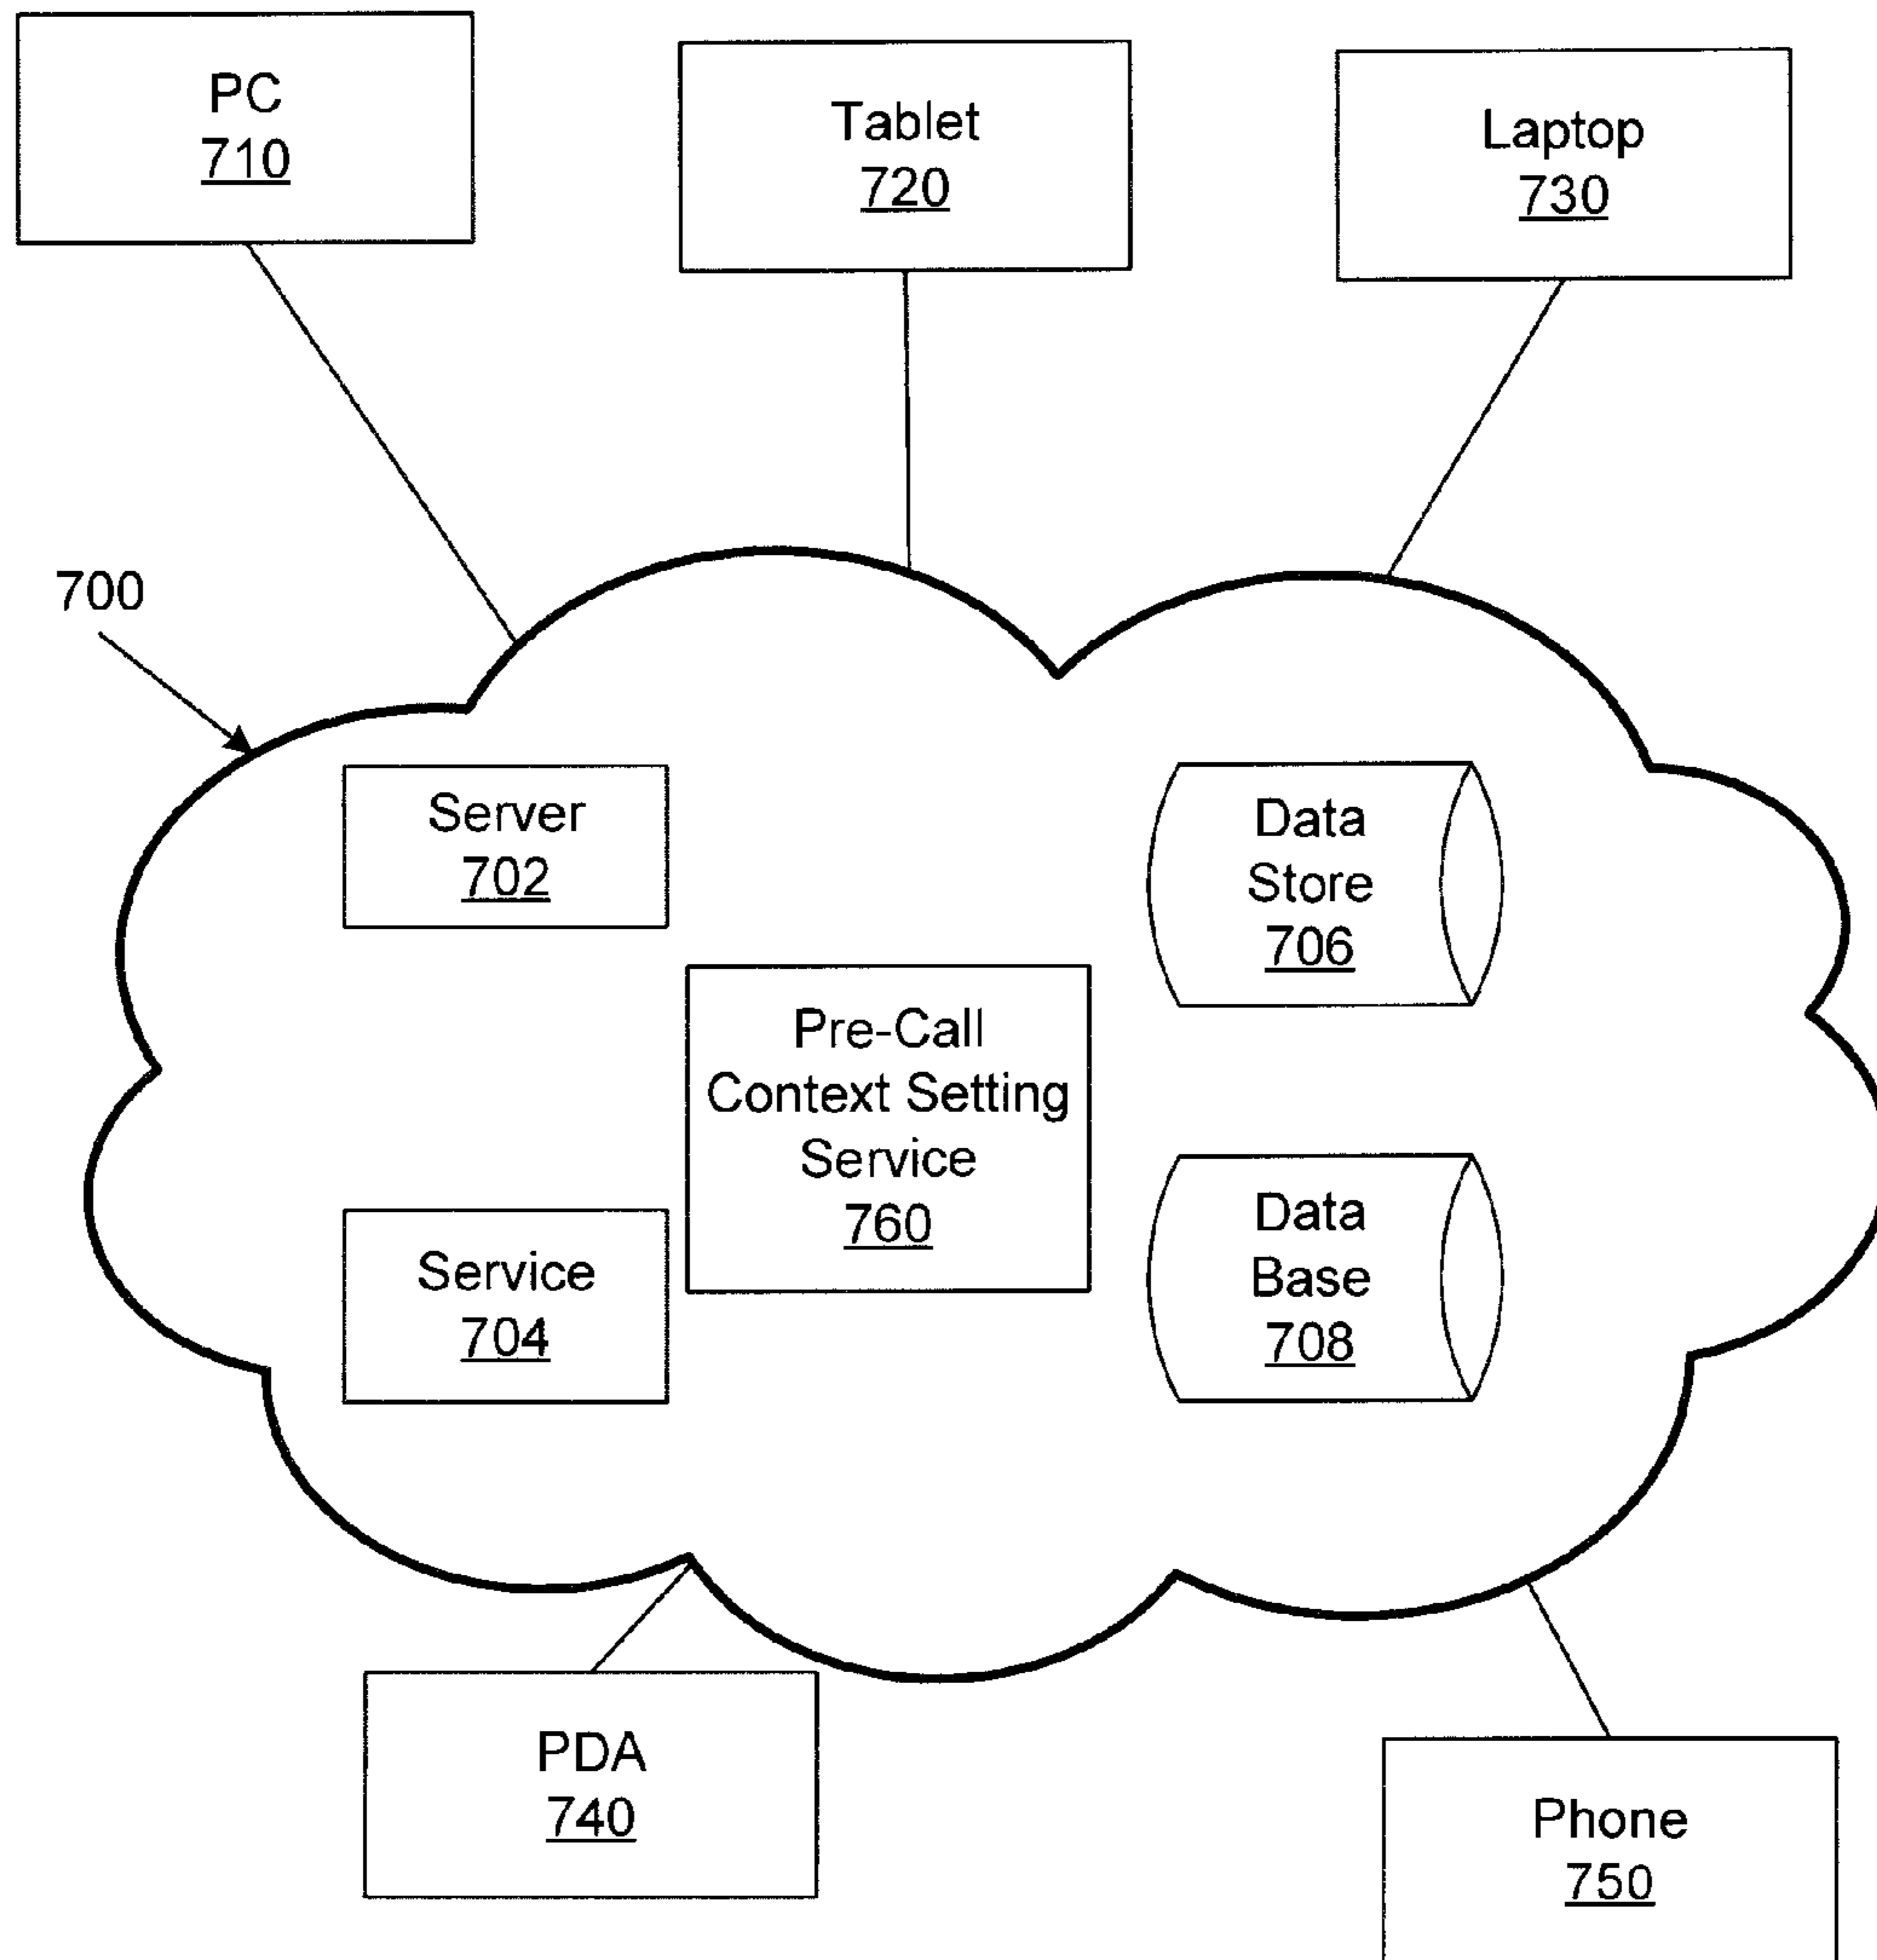 PC
710
Tablet
720
Laptop
730
700
Server
702
Data
Store
706
Pre-Call
Context Setting
Service
760
Service
704
Data
Base
708
PDA
740
Phone
750